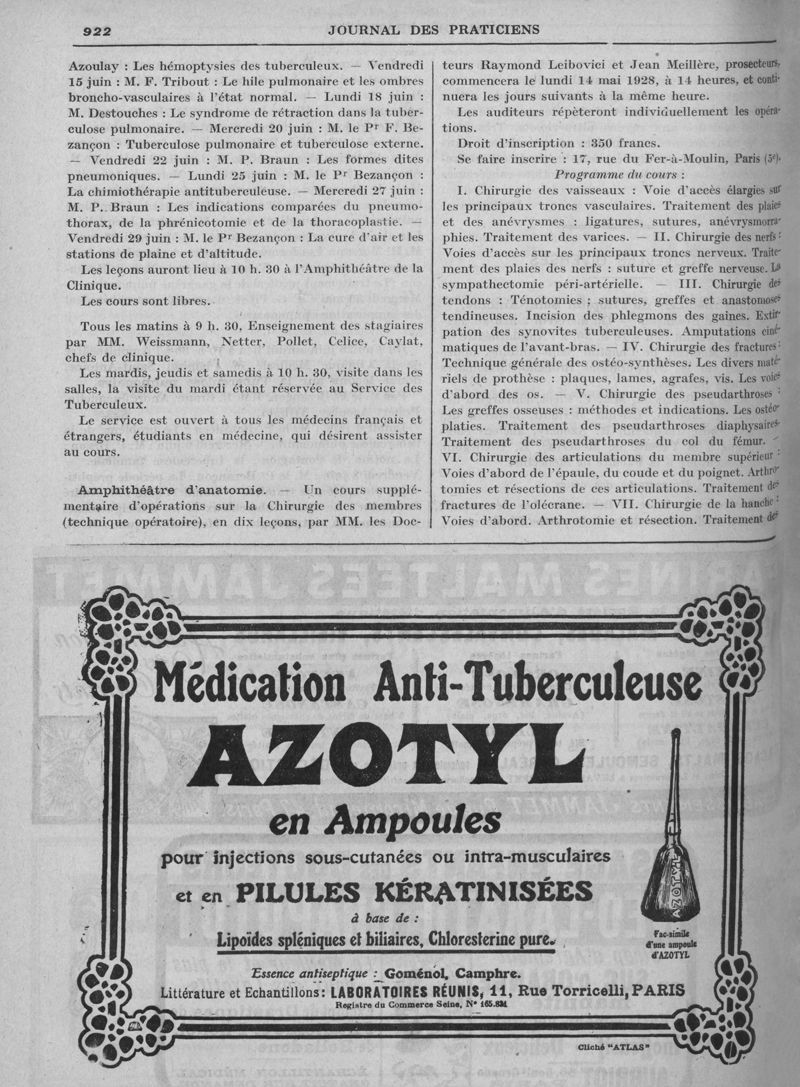 922
JOURNAL DES PRATICIENS
Azoulay : Les hémoptysies des tuberculeux. — Vendredi
15 juin : M. F. Tribout : Le hile pulmonaire et les ombres
broncho-vasculaires à l'état normal. — Lundi 18 juin :
M. Destouches : Le syndrome de rétraction dans la tuber-
culose pulmonaire. — Mercredi 20 juin : M. le Pr F. Be-
zançon : Tuberculose pulmonaire et tuberculose externe.
— Vendredi 22 juin : M. P. Braun : Les formes dites
pneumoniques. — Lundi 25 juin : M. le Pr Bezançon :
La chimiothérapie antituberculeuse. — Mercredi 27 juin :
M. P. Braun : Les indications comparées du pneumo-
thorax, de la phrénicotomie et de la thoracoplastie. —
Vendredi 29 juin : M. le Pr Bezançon : La cure d'air et les
stations de plaine et d'altitude.
Les leçons auront lieu à 10 h. 30 à l'Amphithéâtre de la
Clinique.
Les cours sont libres.
Tous les matins à 9 h. 30, Enseignement des stagiaires
par MM. Weissmann, Netter, Pollet, Celice, Caylat,
chefs de clinique.
Les mardis, jeudis et samedis à 10 h. 30, visite dans les
salles, la visite du mardi étant réservée au Service des
Tuberculeux.
Le service est ouvert à tous les médecins français et
étrangers, étudiants en médecine, qui désirent assister
au cours.
Amphithéâtre d'anatomie. — Un cours supplé-
mentaire d'opérations sur la Chirurgie des membres
(technique opératoire), en dix leçons, par MM. les Doc-
teurs Raymond Leibovici et Jean Meillère, prosecteurs,
commencera le lundi 14 mai 1928, à 14 heures, et conti-
nuera les jours suivants à la même heure.
Les auditeurs répèteront individuellement les opéra-
tions.
Droit d'inscription : 350 francs.
Se faire inscrire : 17, rue du Fer-à-Moulin, Paris (5e).
Programme du cours :
I. Chirurgie des vaisseaux : Voie d'accès élargies sur
les principaux troncs vasculaires. Traitement des plaies
et des anévrysmes : ligatures, sutures, anévrysmorra-
phies. Traitement des varices. — II. Chirurgie des nerfs :
Voies d'accès sur les principaux troncs nerveux. Traite-
ment des plaies des nerfs : suture et greffe nerveuse. La
sympathectomie péri-artérielle. — III. Chirurgie des
tendons : Ténotomies ; sutures, greffes et anastomoses
tendineuses. Incision des phlegmons des gaines. Extir-
pation des synovites tuberculeuses. Amputations ciné-
matiques de l'avant-bras. — IV. Chirurgie des fractures :
Technique générale des ostéo-synthèses. Les divers maté-
riels de prothèse : plaques, lames, agrafes, vis. Les voies
d'abord des os. — V. Chirurgie des pseudarthroses :
Les greffes osseuses : méthodes et indications. Les ostéo-
platies. Traitement des pseudarthroses diaphysaires.
Traitement des pseudarthroses du col du fémur. —
VI. Chirurgie des articulations du membre supérieur :
Voies d'abord de l'épaule, du coude et du poignet. Arthro-
tomies et résections de ces articulations. Traitement des
fractures de l'olécrane. — VII. Chirurgie de la hanche :
Voies d'abord. Arthrotomie et résection. Traitement des
Médication Anti-Tuberculeuse
AZOTYL
en Ampoules
pour injections sous-cutanées ou intra-musculaires
et en PILULES KÉRATINISÉES
à base de :
Lipoïdes spléniques et biliaires, Chloresterine pure.
AZOTYL
Fac-simile
d'une ampoule
d'AZOTYL
Essence antiseptique : Goménol, Camphre.
Littérature et Echantillons : LABORATOIRES RÉUNIS, 11, Rue Torricelli, PARIS
Registre du Commerce Seine, N° 165.831
Cliché "ATLAS"